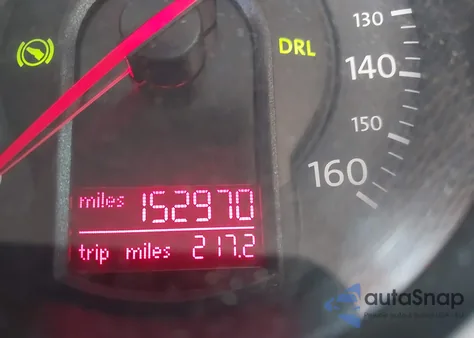 130
DRL
140
150
160
miles 152970
trip miles 217.2
autoSnap